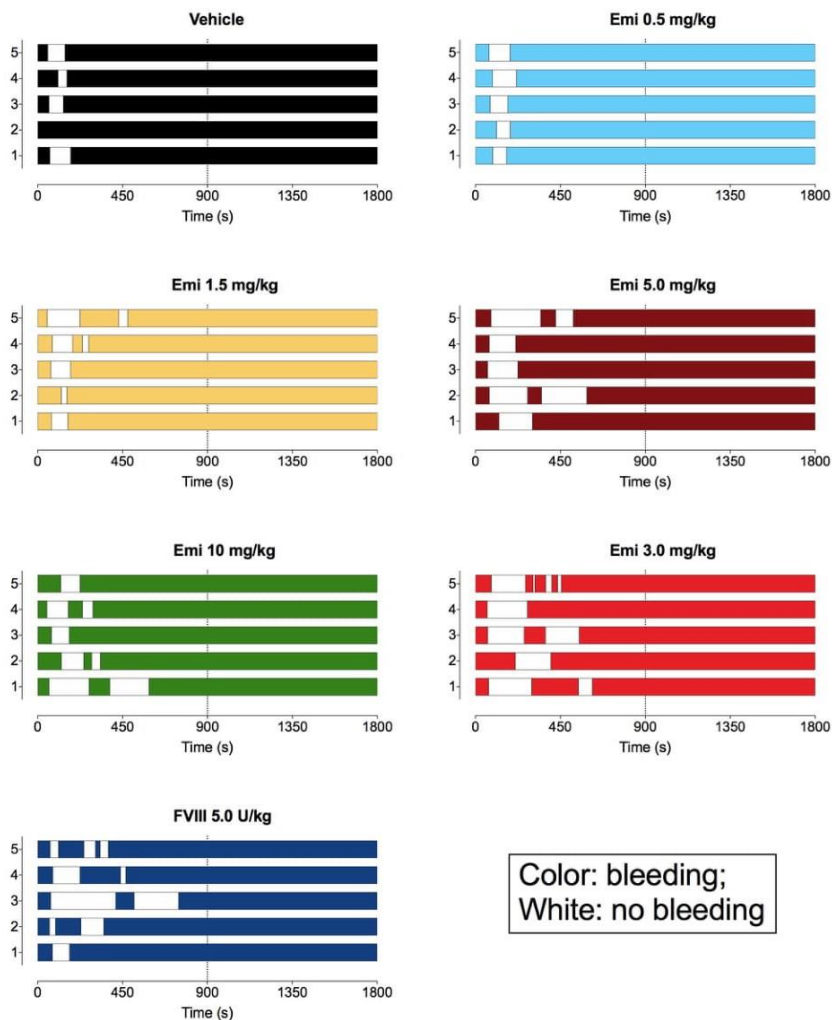 Vehicle
5
4
3
2
1
0 450 900 1350 1800
Time (s)
Emi 0.5 mg/kg
5
4
3
2
1
0 450 900 1350 1800
Time (s)
Emi 1.5 mg/kg
5
4
3
2
1
0 450 900 1350 1800
Time (s)
Emi 5.0 mg/kg
5
4
3
2
1
0 450 900 1350 1800
Time (s)
Emi 10 mg/kg
5
4
3
2
1
0 450 900 1350 1800
Time (s)
Emi 3.0 mg/kg
5
4
3
2
1
0 450 900 1350 1800
Time (s)
FVIII 5.0 U/kg
5
4
3
2
1
0 450 900 1350 1800
Time (s)
Color: bleeding;
White: no bleeding